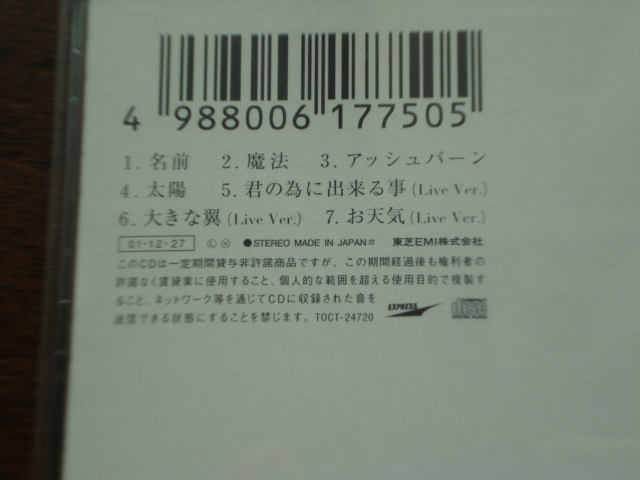 4 988006 177505
1. 名前 2. 魔法 3. アッシュバーン
4. 太陽 5. 君の為に出来る事 (Live Ver.)
6. 大きな翼 (Live Ver.) 7. お天気 (Live Ver.)
01-12-27 Ⓛ ⓧ ●STEREO MADE IN JAPAN 東芝EMI株式会社
このCDは一定期間貸与非許諾商品ですが、この期間経過後も権利者の
許諾なく賃貸業に使用すること、個人的な範囲を超える使用目的で複製す
ること、ネットワーク等を通じてCDに収録された音を
送信できる状態にすることを禁じます。 TOCT-24720
EXPRESS disc